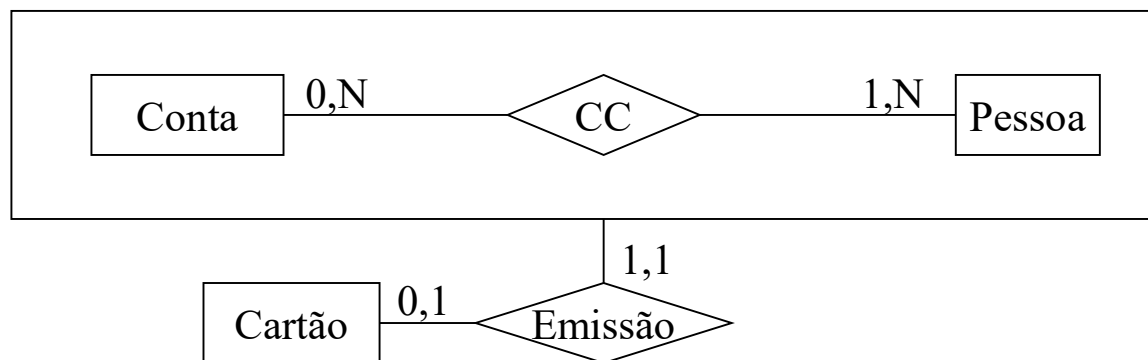 0,N 1,N
Conta CC Pessoa
1,1
0,1
Cartão Emissão